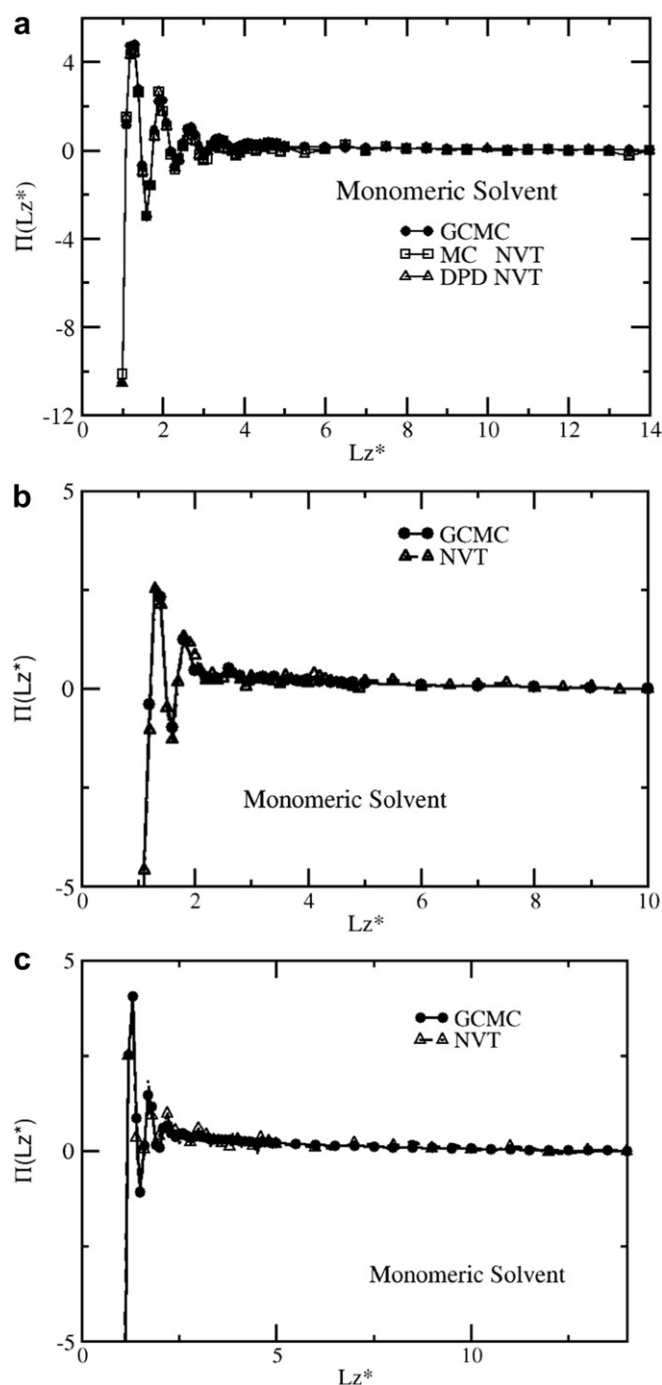 a
4
0
-4
-8
-12
Π(Lz*)
Monomeric Solvent
GCMC
MC NVT
DPD NVT
0 2 4 6 8 10 12 14
Lz*
b
5
0
-5
Π(Lz*)
GCMC
NVT
Monomeric Solvent
0 2 4 6 8 10
Lz*
c
5
0
-5
Π(Lz*)
GCMC
NVT
Monomeric Solvent
0 5 10
Lz*